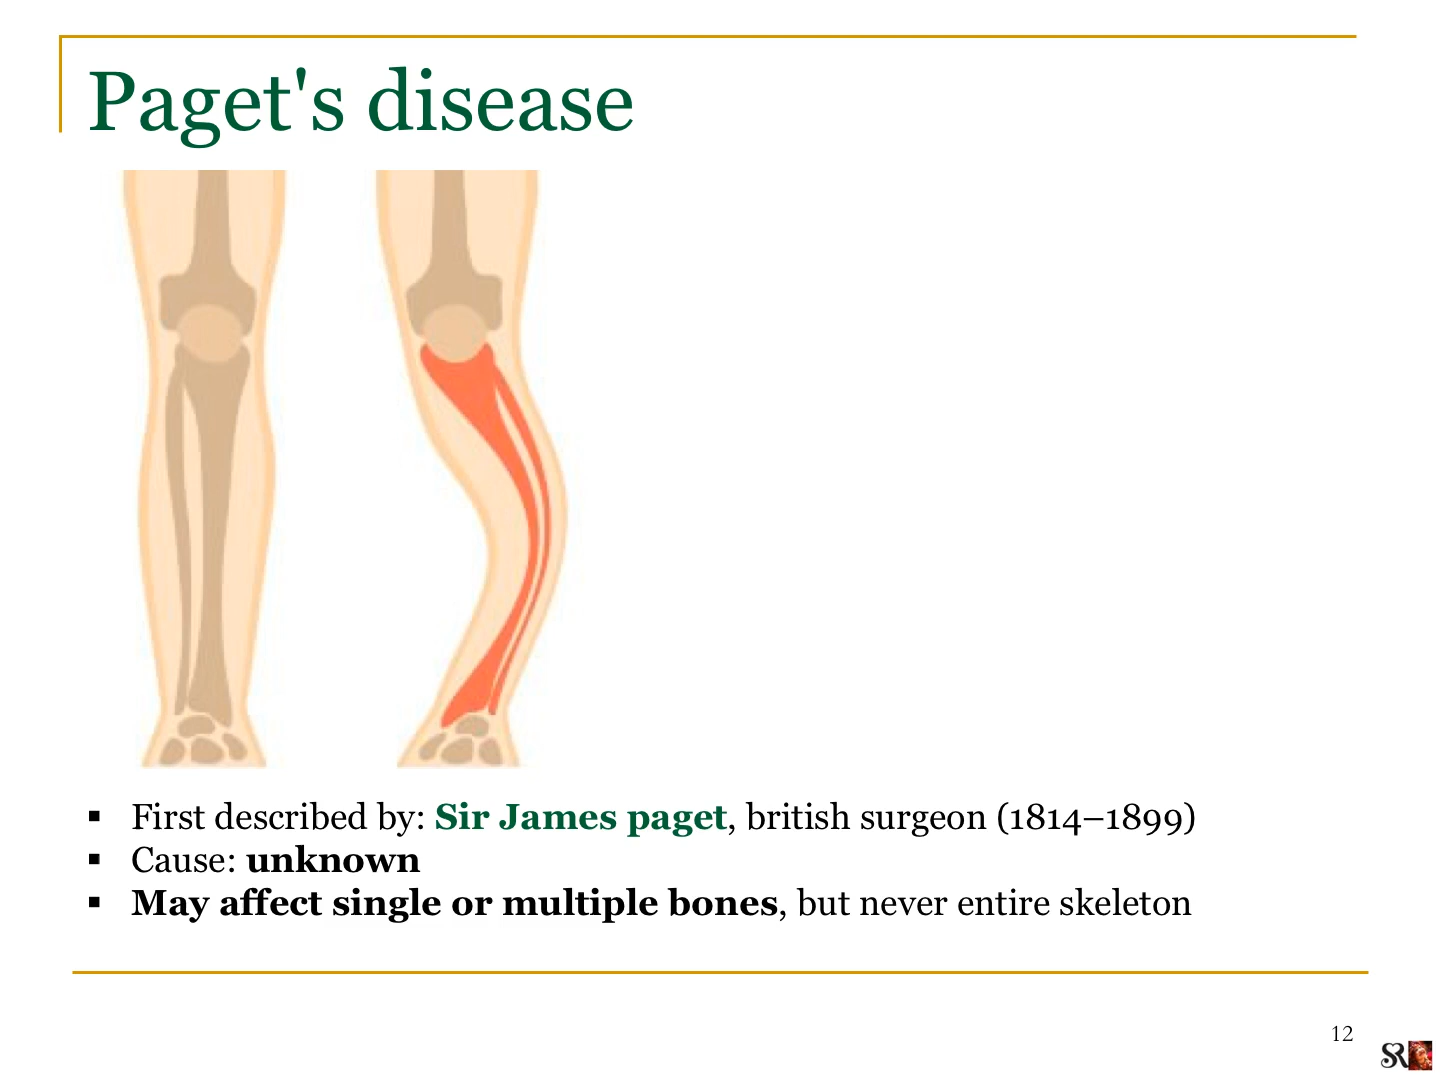 Paget's disease
▪ First described by: Sir James paget, british surgeon (1814–1899)
▪ Cause: unknown
▪ May affect single or multiple bones, but never entire skeleton
12
SR